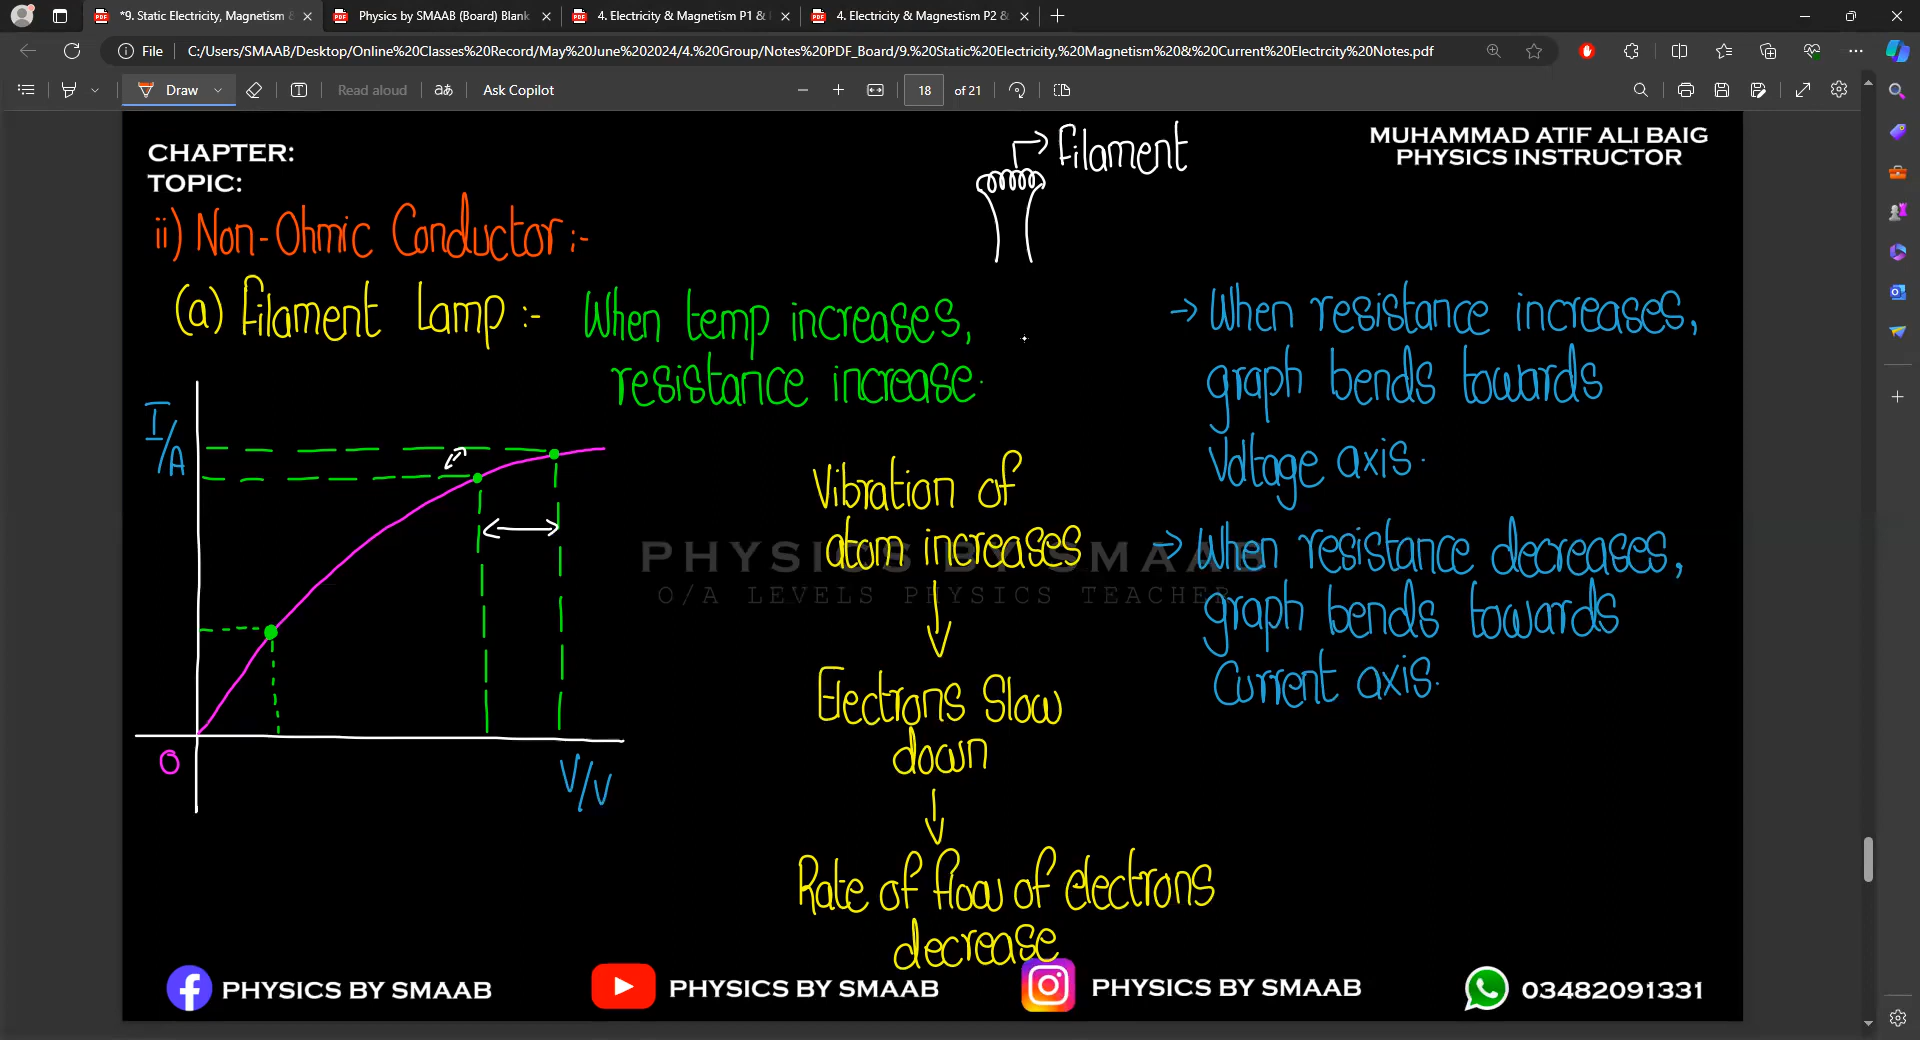 *9. Static Electricity, Magnetism &
Physics by SMAAB (Board) Blank
4. Electricity & Magnetism P1 &
4. Electricity & Magnestism P2 &
File
C:/Users/SMAAB/Desktop/Online%20Classes%20Record/May%20June%202024/4.%20Group/Notes%20PDF_Board/9.%20Static%20Electricity,%20Magnetism%20&%20Current%20Electrcity%20Notes.pdf
Draw
Read aloud
aあ
Ask Copilot
18 of 21
CHAPTER:
TOPIC:
filament
MUHAMMAD ATIF ALI BAIG
PHYSICS INSTRUCTOR
ii) Non-Ohmic Conductor :-
(a) filament Lamp :-
When temp increases,
resistance increase.
I/A
O
V/V
Vibration of
atom increases
Electrons Slow
down
Rate of flow of electrons
decrease
→ When resistance increases,
graph bends towards
Voltage axis.
→ When resistance decreases,
graph bends towards
Current axis.
PHYSICS BY SMAAB
O/A LEVELS PHYSICS TEACHER
PHYSICS BY SMAAB
PHYSICS BY SMAAB
PHYSICS BY SMAAB
03482091331